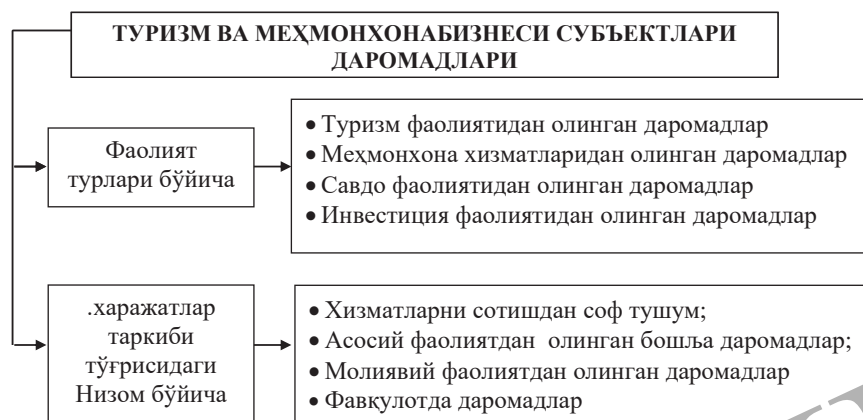 ТУРИЗМ ВА МЕҲМОНХОНАБИЗНЕСИ СУБЪЕКТЛАРИ
ДАРОМАДЛАРИ
Фаолият
турлари бўйича
• Туризм фаолиятидан олинган даромадлар
• Меҳмонхона хизматларидан олинган даромадлар
• Савдо фаолиятидан олинган даромадлар
• Инвестиция фаолиятидан олинган даромадлар
.харажатлар
таркиби
тўғрисидаги
Низом бўйича
• Хизматларни сотишдан соф тушум;
• Асосий фаолиятдан олинган бошља даромадлар;
• Молиявий фаолиятдан олинган даромадлар
• Фавқулотда даромадлар